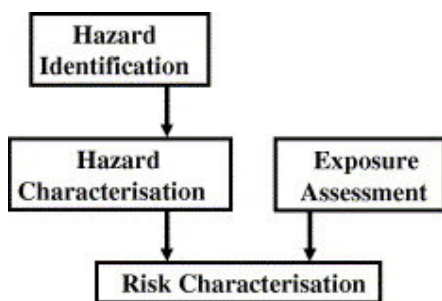 Hazard
Identification
Hazard
Characterisation
Exposure
Assessment
Risk Characterisation